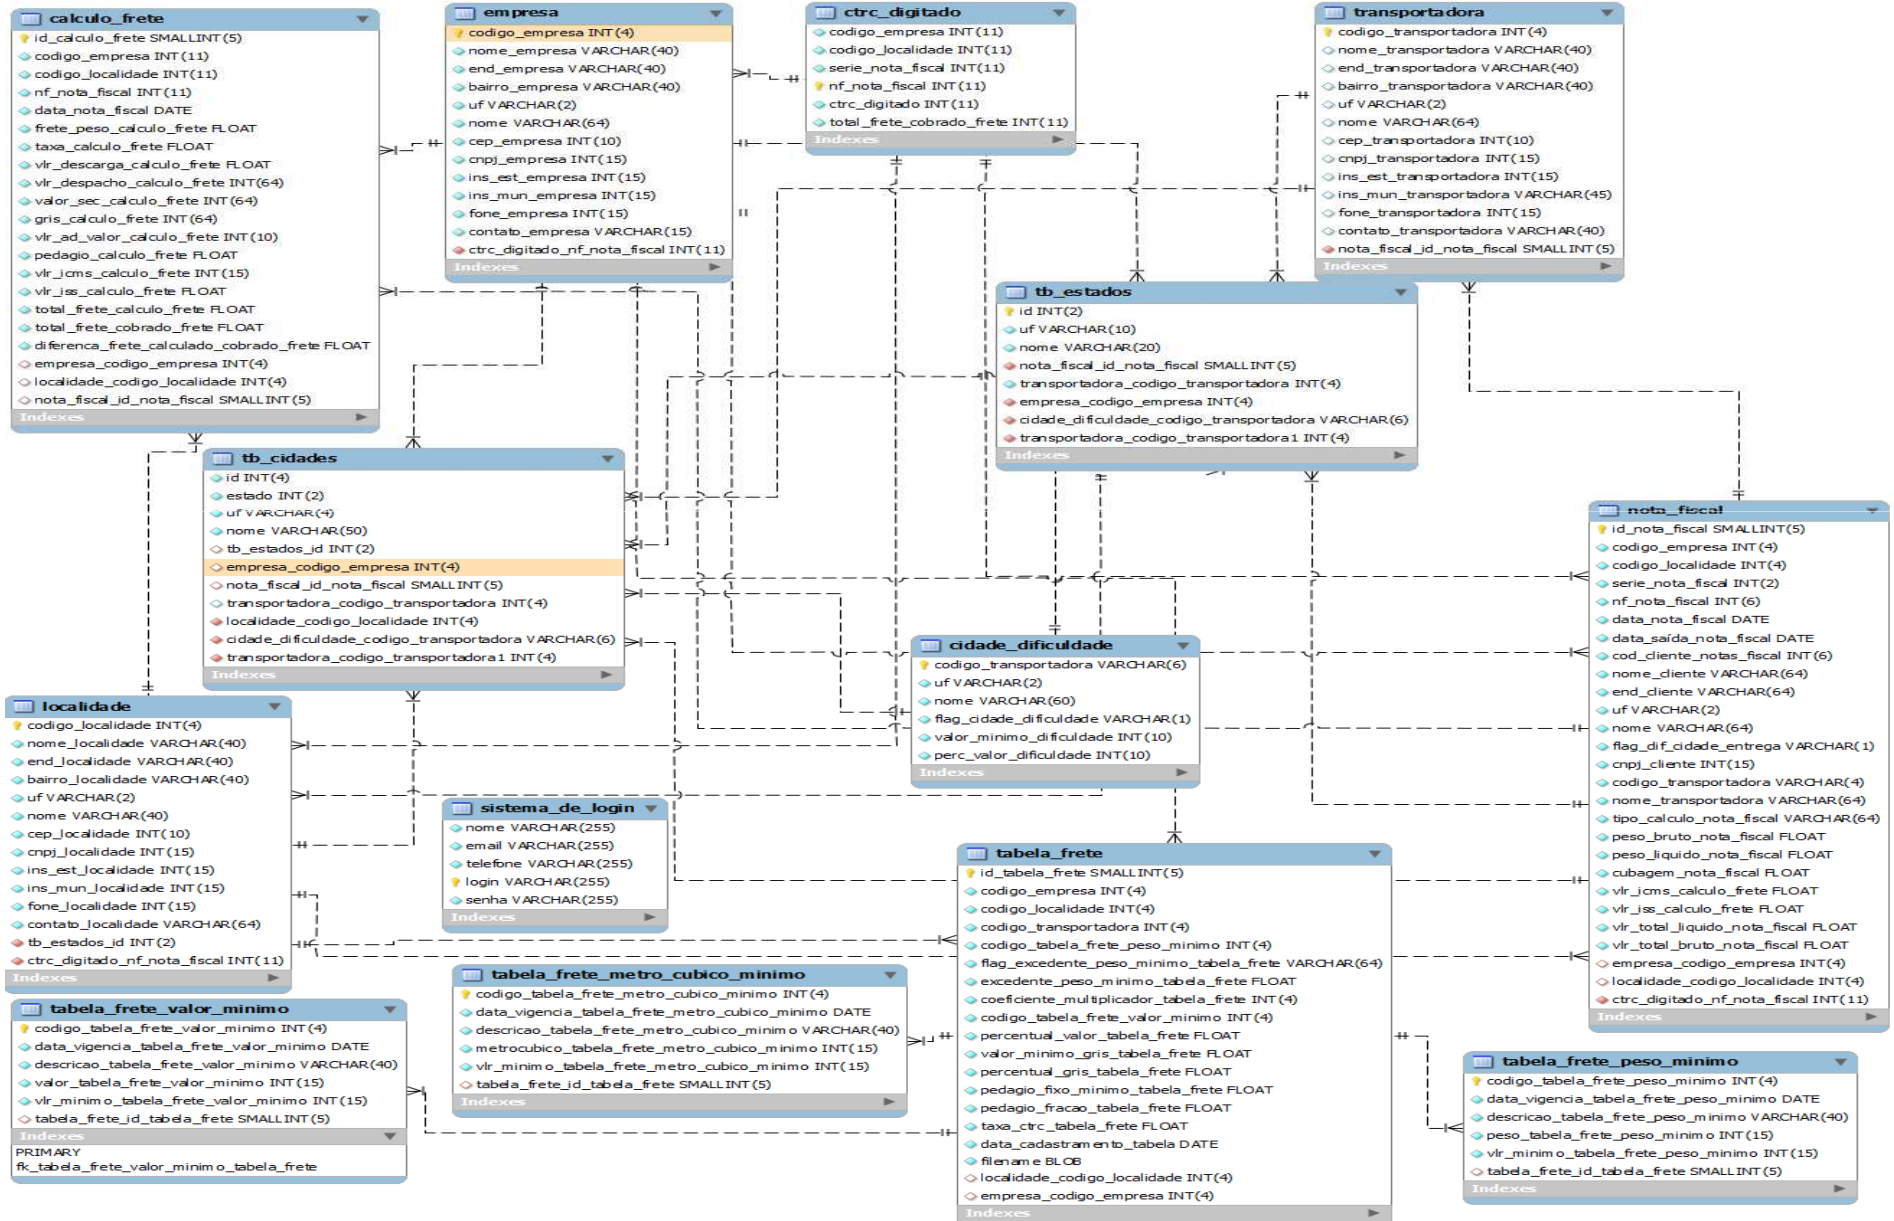 calculo_frete
id_calculo_frete SMALLINT(5)
codigo_empresa INT(11)
codigo_localidade INT(11)
nf_nota_fiscal INT(11)
data_nota_fiscal DATE
frete_peso_calculo_frete FLOAT
taxa_calculo_frete FLOAT
vlr_descarga_calculo_frete FLOAT
vlr_despacho_calculo_frete INT(64)
valor_sec_calculo_frete INT(64)
gris_calculo_frete INT(64)
vlr_ad_valor_calculo_frete INT(10)
pedagio_calculo_frete FLOAT
vlr_icms_calculo_frete INT(15)
vlr_iss_calculo_frete FLOAT
total_frete_calculo_frete FLOAT
total_frete_cobrado_frete FLOAT
diferenca_frete_calculado_cobrado_frete FLOAT
empresa_codigo_empresa INT(4)
localidade_codigo_localidade INT(4)
nota_fiscal_id_nota_fiscal SMALLINT(5)
Indexes
empresa
codigo_empresa INT(4)
nome_empresa VARCHAR(40)
end_empresa VARCHAR(40)
bairro_empresa VARCHAR(40)
uf VARCHAR(2)
nome VARCHAR(64)
cep_empresa INT(10)
cnpj_empresa INT(15)
ins_est_empresa INT(15)
ins_mun_empresa INT(15)
fone_empresa INT(15)
contato_empresa VARCHAR(15)
ctrc_digitado_nf_nota_fiscal INT(11)
Indexes
ctrc_digitado
codigo_empresa INT(11)
codigo_localidade INT(11)
serie_nota_fiscal INT(11)
nf_nota_fiscal INT(11)
ctrc_digitado INT(11)
total_frete_cobrado_frete INT(11)
Indexes
transportadora
codigo_transportadora INT(4)
nome_transportadora VARCHAR(40)
end_transportadora VARCHAR(40)
bairro_transportadora VARCHAR(40)
uf VARCHAR(2)
nome VARCHAR(64)
cep_transportadora INT(10)
cnpj_transportadora INT(15)
ins_est_transportadora INT(15)
ins_mun_transportadora VARCHAR(45)
fone_transportadora INT(15)
contato_transportadora VARCHAR(40)
nota_fiscal_id_nota_fiscal SMALLINT(5)
Indexes
tb_estados
id INT(2)
uf VARCHAR(10)
nome VARCHAR(20)
nota_fiscal_id_nota_fiscal SMALLINT(5)
transportadora_codigo_transportadora INT(4)
empresa_codigo_empresa INT(4)
cidade_dificuldade_codigo_transportadora VARCHAR(6)
transportadora_codigo_transportadora1 INT(4)
Indexes
tb_cidades
id INT(4)
estado INT(2)
uf VARCHAR(4)
nome VARCHAR(50)
tb_estados_id INT(2)
empresa_codigo_empresa INT(4)
nota_fiscal_id_nota_fiscal SMALLINT(5)
transportadora_codigo_transportadora INT(4)
localidade_codigo_localidade INT(4)
cidade_dificuldade_codigo_transportadora VARCHAR(6)
transportadora_codigo_transportadora1 INT(4)
Indexes
nota_fiscal
id_nota_fiscal SMALLINT(5)
codigo_empresa INT(4)
codigo_localidade INT(4)
serie_nota_fiscal INT(2)
nf_nota_fiscal INT(6)
data_nota_fiscal DATE
data_saída_nota_fiscal DATE
cod_cliente_notas_fiscal INT(6)
nome_cliente VARCHAR(64)
end_cliente VARCHAR(64)
uf VARCHAR(2)
nome VARCHAR(64)
flag_dif_cidade_entrega VARCHAR(1)
cnpj_cliente INT(15)
codigo_transportadora VARCHAR(4)
nome_transportadora VARCHAR(64)
tipo_calculo_nota_fiscal VARCHAR(64)
peso_bruto_nota_fiscal FLOAT
peso_liquido_nota_fiscal FLOAT
cubagem_nota_fiscal FLOAT
vlr_icms_calculo_frete FLOAT
vlr_iss_calculo_frete FLOAT
vlr_total_liquido_nota_fiscal FLOAT
vlr_total_bruto_nota_fiscal FLOAT
empresa_codigo_empresa INT(4)
localidade_codigo_localidade INT(4)
ctrc_digitado_nf_nota_fiscal INT(11)
Indexes
cidade_dificuldade
codigo_transportadora VARCHAR(6)
uf VARCHAR(2)
nome VARCHAR(60)
flag_cidade_dificuldade VARCHAR(1)
valor_minimo_dificuldade INT(10)
perc_valor_dificuldade INT(10)
Indexes
localidade
codigo_localidade INT(4)
nome_localidade VARCHAR(40)
end_localidade VARCHAR(40)
bairro_localidade VARCHAR(40)
uf VARCHAR(2)
nome VARCHAR(40)
cep_localidade INT(10)
cnpj_localidade INT(15)
ins_est_localidade INT(15)
ins_mun_localidade INT(15)
fone_localidade INT(15)
contato_localidade VARCHAR(64)
tb_estados_id INT(2)
ctrc_digitado_nf_nota_fiscal INT(11)
Indexes
sistema_de_login
nome VARCHAR(255)
email VARCHAR(255)
telefone VARCHAR(255)
login VARCHAR(255)
senha VARCHAR(255)
Indexes
tabela_frete
id_tabela_frete SMALLINT(5)
codigo_empresa INT(4)
codigo_localidade INT(4)
codigo_transportadora INT(4)
codigo_tabela_frete_peso_minimo INT(4)
flag_excedente_peso_minimo_tabela_frete VARCHAR(64)
excedente_peso_minimo_tabela_frete FLOAT
coeficiente_multiplicador_tabela_frete INT(4)
codigo_tabela_frete_valor_minimo INT(4)
percentual_valor_tabela_frete FLOAT
valor_minimo_gris_tabela_frete FLOAT
percentual_gris_tabela_frete FLOAT
pedagio_fixo_minimo_tabela_frete FLOAT
pedagio_fracao_tabela_frete FLOAT
taxa_ctrc_tabela_frete FLOAT
data_cadastramento_tabela DATE
filename BLOB
localidade_codigo_localidade INT(4)
empresa_codigo_empresa INT(4)
Indexes
tabela_frete_metro_cubico_minimo
codigo_tabela_frete_metro_cubico_minimo INT(4)
data_vigencia_tabela_frete_metro_cubico_minimo DATE
descricao_tabela_frete_metro_cubico_minimo VARCHAR(40)
metrocubico_tabela_frete_metro_cubico_minimo INT(15)
vlr_minimo_tabela_frete_metro_cubico_minimo INT(15)
tabela_frete_id_tabela_frete SMALLINT(5)
Indexes
tabela_frete_valor_minimo
codigo_tabela_frete_valor_minimo INT(4)
data_vigencia_tabela_frete_valor_minimo DATE
descricao_tabela_frete_valor_minimo VARCHAR(40)
valor_tabela_frete_valor_minimo INT(15)
vlr_minimo_tabela_frete_valor_minimo INT(15)
tabela_frete_id_tabela_frete SMALLINT(5)
Indexes
PRIMARY
fk_tabela_frete_valor_minimo_tabela_frete
tabela_frete_peso_minimo
codigo_tabela_frete_peso_minimo INT(4)
data_vigencia_tabela_frete_peso_minimo DATE
descricao_tabela_frete_peso_minimo VARCHAR(40)
peso_tabela_frete_peso_minimo INT(15)
vlr_minimo_tabela_frete_peso_minimo INT(15)
tabela_frete_id_tabela_frete SMALLINT(5)
Indexes